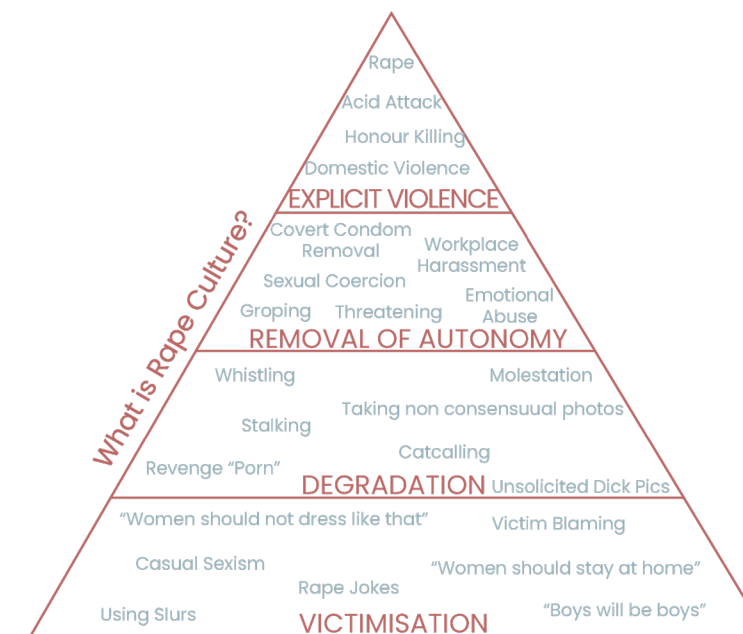 What is Rape Culture?
Rape
Acid Attack
Honour Killing
Domestic Violence
EXPLICIT VIOLENCE
Covert Condom
Removal
Workplace
Harassment
Sexual Coercion
Emotional
Abuse
Groping
Threatening
REMOVAL OF AUTONOMY
Whistling
Molestation
Taking non consensuual photos
Stalking
Catcalling
Revenge “Porn”
DEGRADATION
Unsolicited Dick Pics
“Women should not dress like that”
Victim Blaming
Casual Sexism
“Women should stay at home”
Rape Jokes
“Boys will be boys”
Using Slurs
VICTIMISATION